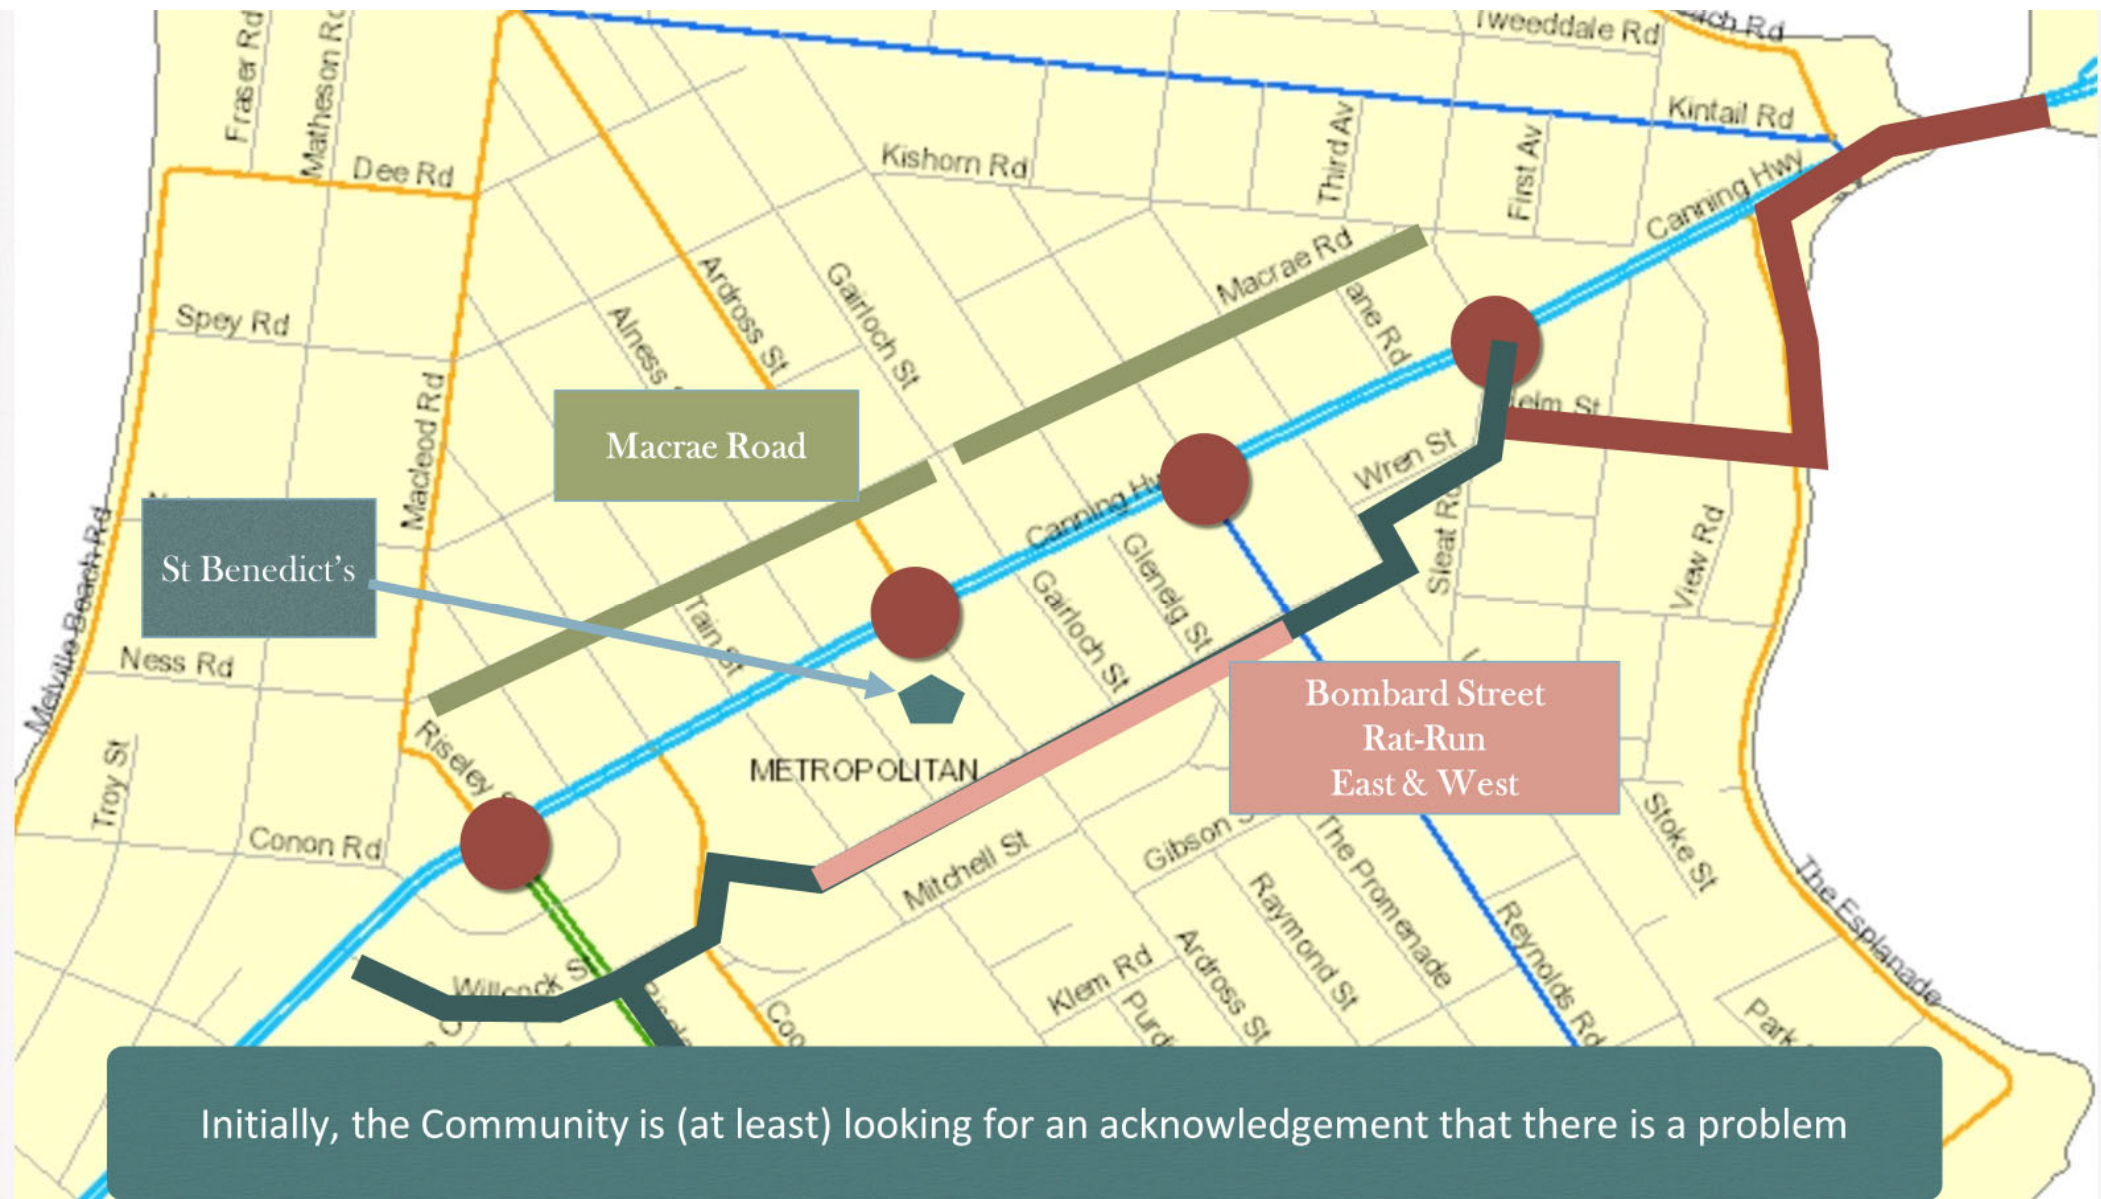 Fraser Rd
Matheson Rd
Tweeddale Rd
Dee Rd
Kishorn Rd
Third Av
First Av
Kintail Rd
Canning Hwy
Macrae Rd
Spey Rd
Ardross St
Gairloch St
Alness
Macleod Rd
Macrae Road
St Benedict's
Canning
Wren St
Sleat
View Rd
Glenelg St
Gairloch St
Tain St
Melville Beach Rd
Ness Rd
Riseley
Bombard Street
Rat-Run
East & West
METROPOLITAN
Troy St
Conon Rd
Mitchell St
Gibson
The Promenade
Stoke St
The Esplanade
Raymond St
Reynolds Rd
Ardross St
Klem Rd
Willcock
Park
Initially, the Community is (at least) looking for an acknowledgement that there is a problem